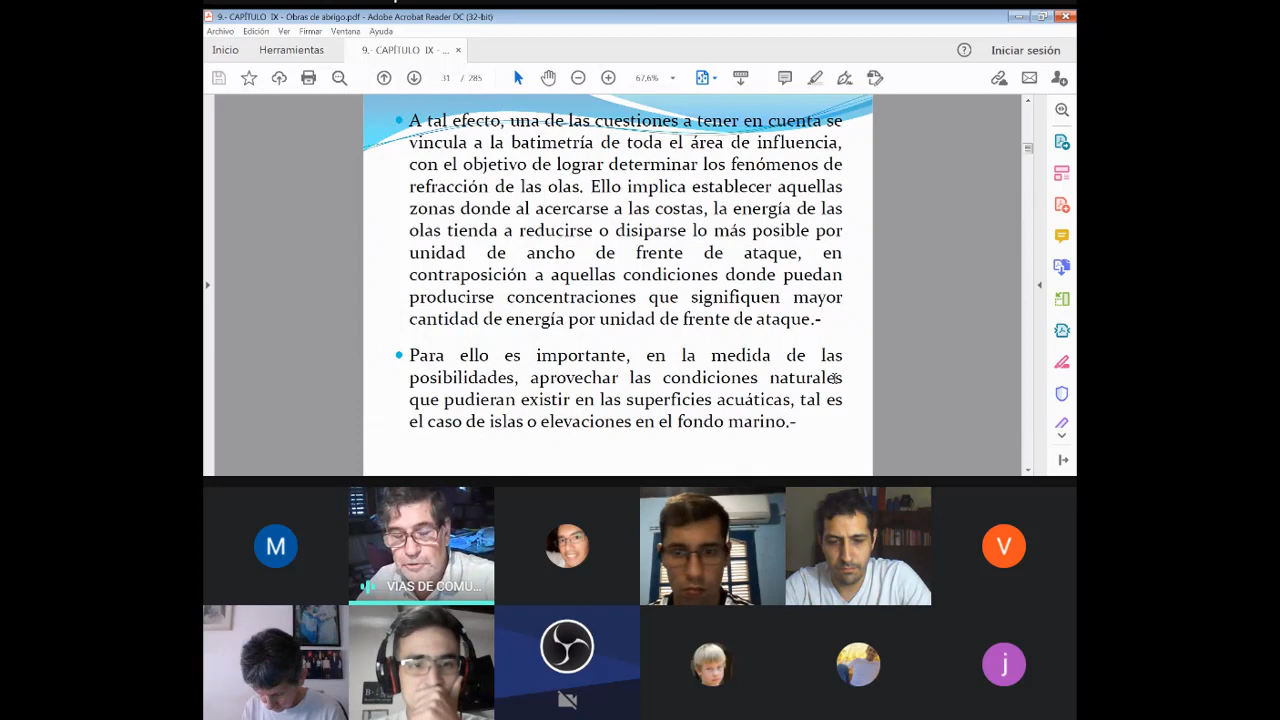 9.- CAPÍTULO IX - Obras de abrigo.pdf - Adobe Acrobat Reader DC (32-bit)
Archivo Edición Ver Firmar Ventana Ayuda
Inicio Herramientas 9.- CAPÍTULO IX - ... × Iniciar sesión
31 / 285 67,6%
A tal efecto, una de las cuestiones a tener en cuenta se
vincula a la batimetría de toda el área de influencia,
con el objetivo de lograr determinar los fenómenos de
refracción de las olas. Ello implica establecer aquellas
zonas donde al acercarse a las costas, la energía de las
olas tienda a reducirse o disiparse lo más posible por
unidad de ancho de frente de ataque, en
contraposición a aquellas condiciones donde puedan
producirse concentraciones que signifiquen mayor
cantidad de energía por unidad de frente de ataque.-
Para ello es importante, en la medida de las
posibilidades, aprovechar las condiciones naturales
que pudieran existir en las superficies acuáticas, tal es
el caso de islas o elevaciones en el fondo marino.-
M
VIAS DE COMU...
V
j